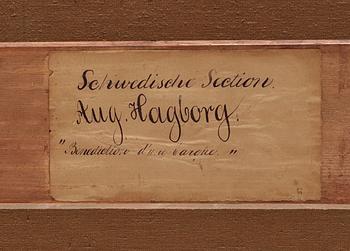 Schwedische Section.
Aug. Hagborg.
"Benediction d'une barque."